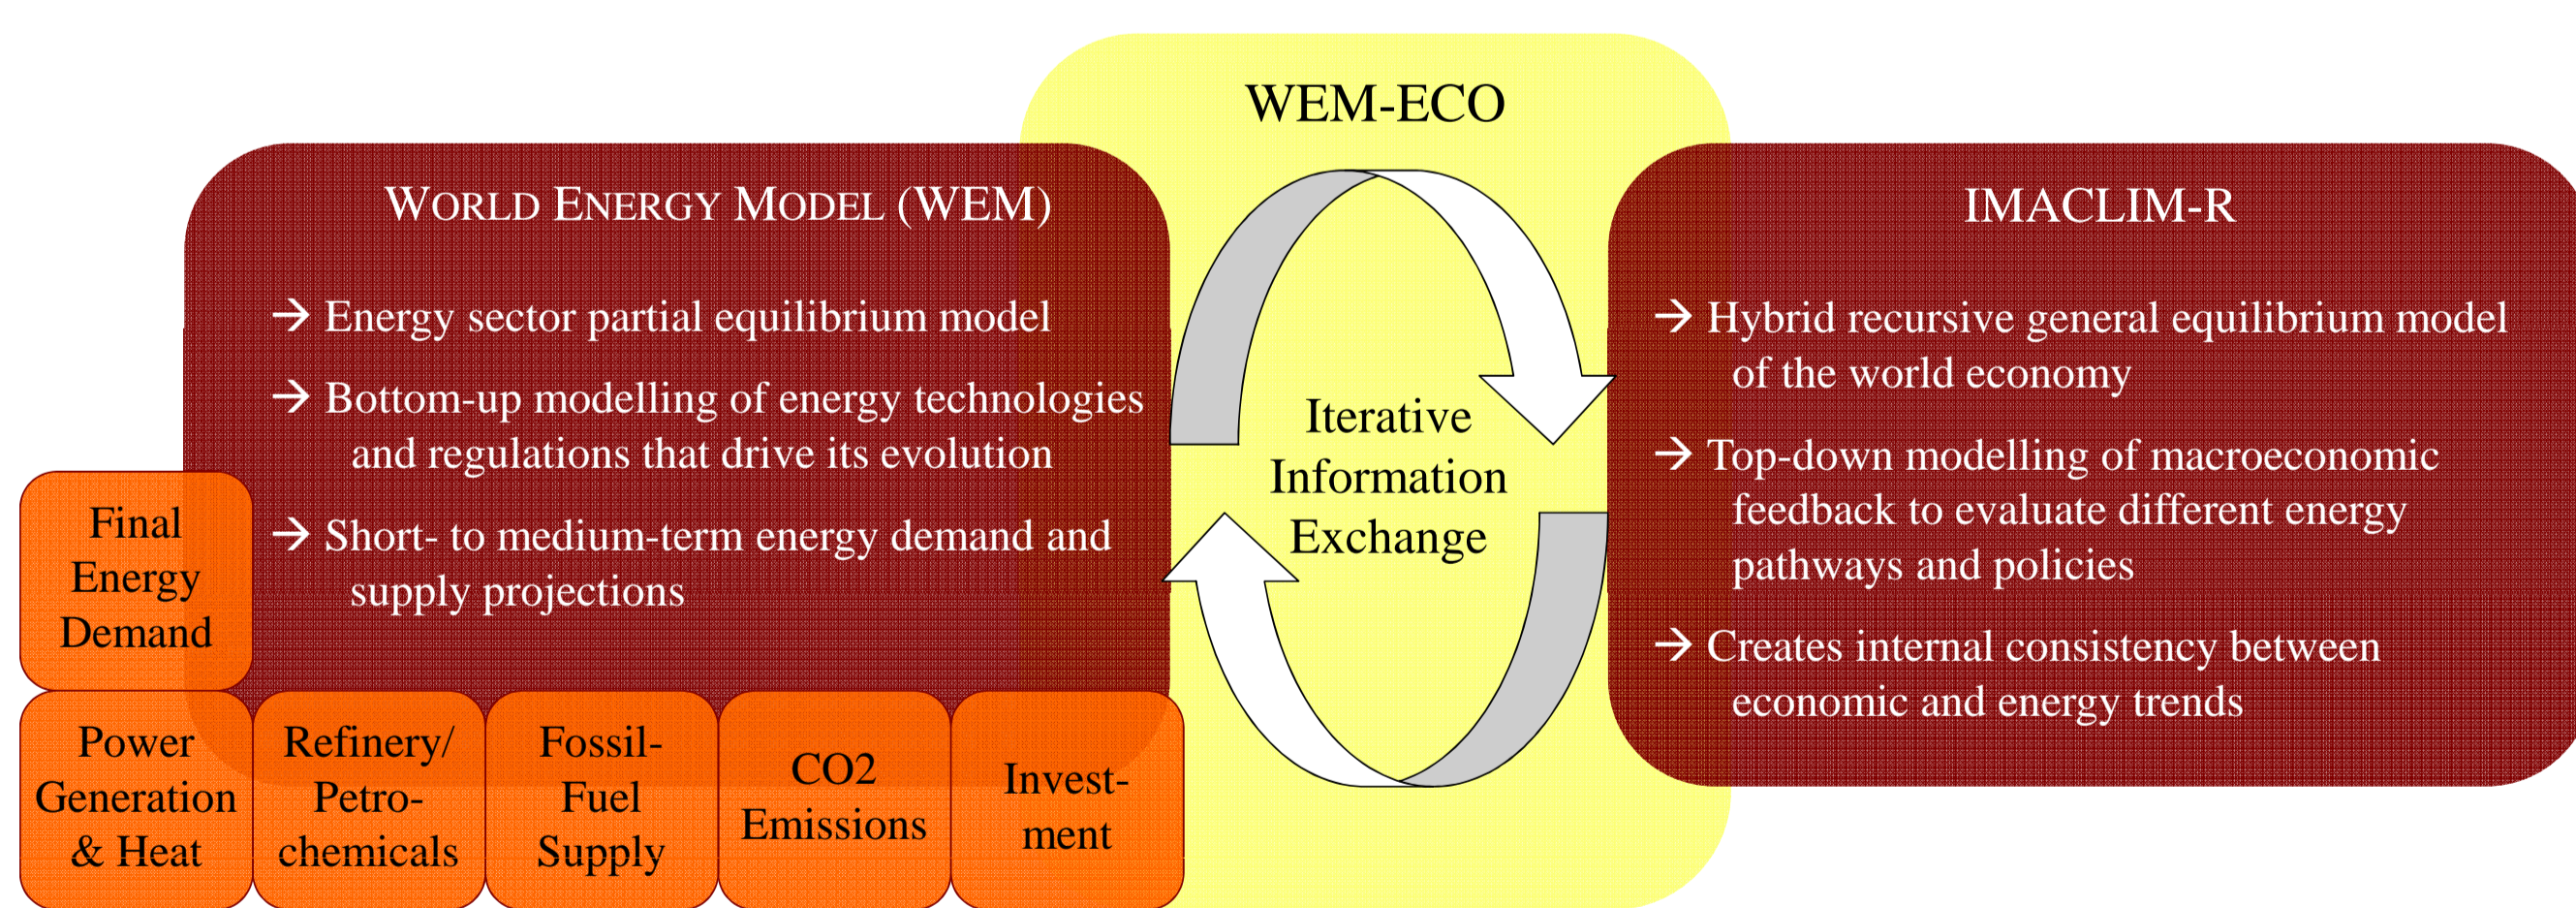 WEM-ECO
WORLD ENERGY MODEL (WEM)
→ Energy sector partial equilibrium model
→ Bottom-up modelling of energy technologies
and regulations that drive its evolution
→ Short- to medium-term energy demand and
supply projections
Final
Energy
Demand
Power
Generation
& Heat
Refinery/
Petro-
chemicals
Fossil-
Fuel
Supply
CO2
Emissions
Invest-
ment
Iterative
Information
Exchange
IMACLIM-R
→ Hybrid recursive general equilibrium model
of the world economy
→ Top-down modelling of macroeconomic
feedback to evaluate different energy
pathways and policies
→ Creates internal consistency between
economic and energy trends